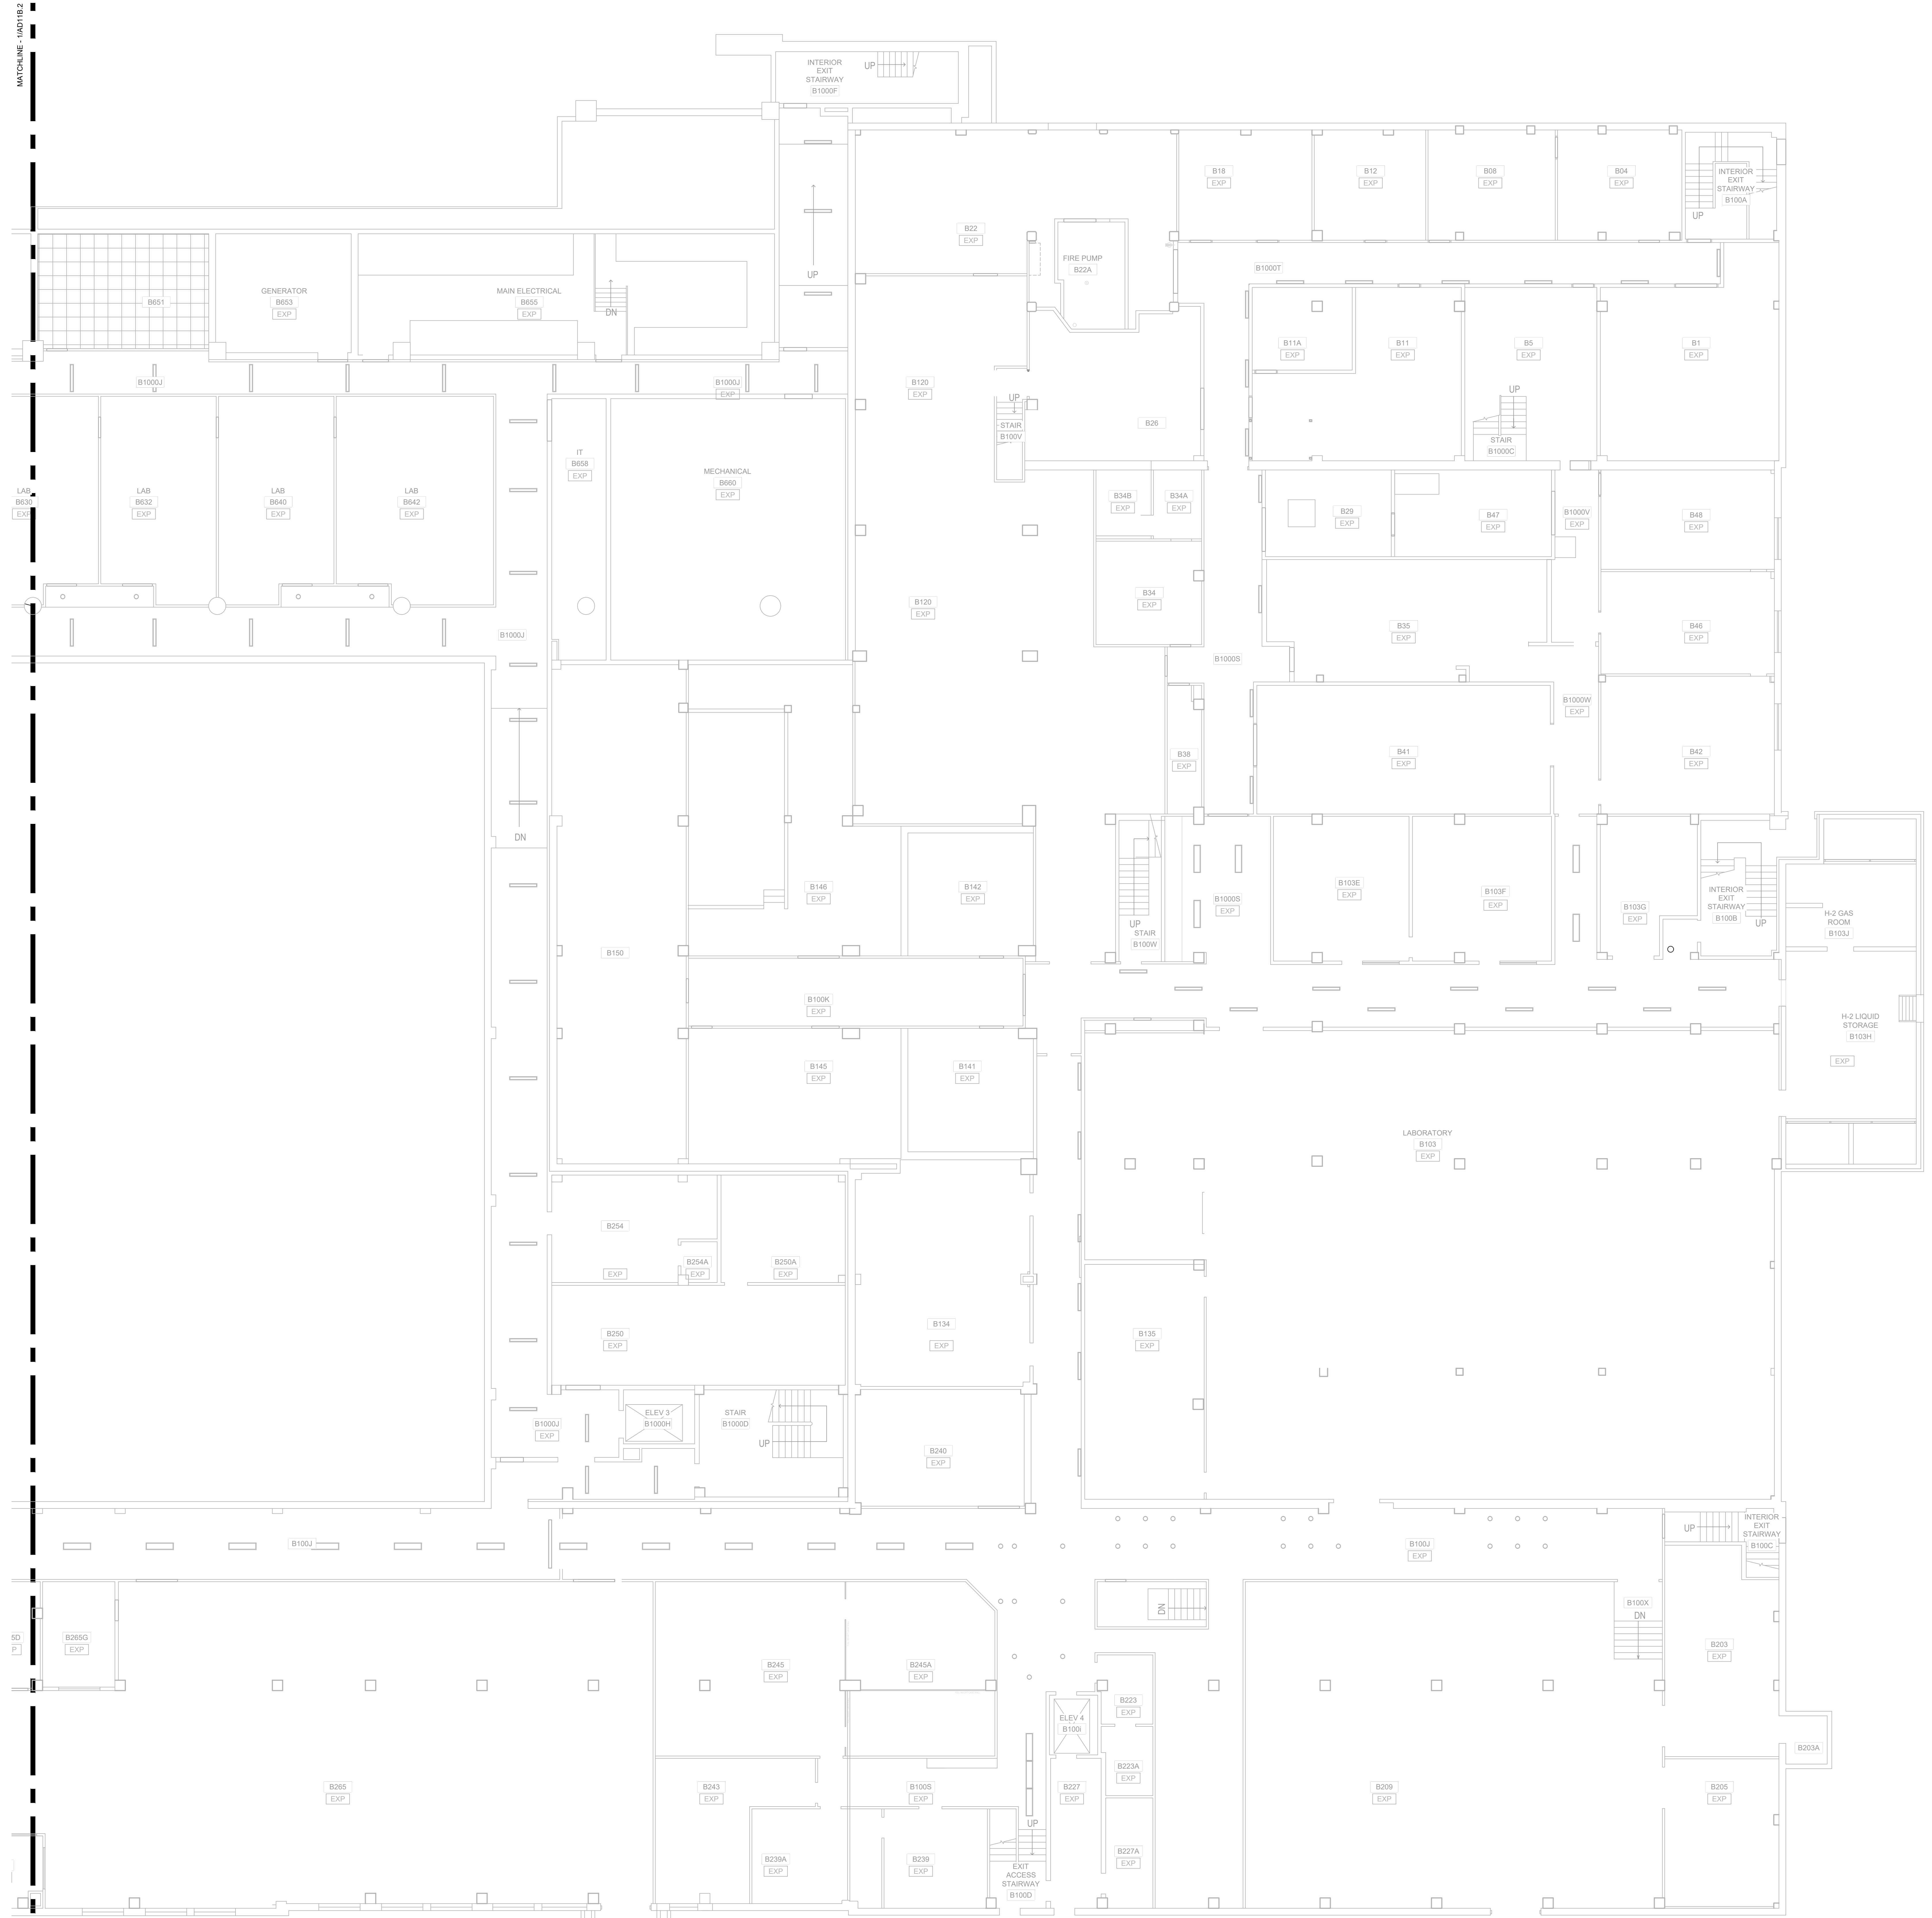 MATCHLINE - 1/AD11B.2
INTERIOR
EXIT
STAIRWAY
B1000F
UP
B18
EXP
B12
EXP
B08
EXP
B04
EXP
INTERIOR
EXIT
STAIRWAY
B100A
UP
B22
EXP
FIRE PUMP
B22A
B1000T
UP
GENERATOR
B653
EXP
MAIN ELECTRICAL
B655
EXP
DN
B651
B11A
EXP
B11
EXP
B5
EXP
B1
EXP
B1000J
B1000J
EXP
B120
EXP
UP
STAIR
B100V
B26
UP
STAIR
B1000C
IT
B658
EXP
MECHANICAL
B660
EXP
LAB
B630
EXP
LAB
B632
EXP
LAB
B640
EXP
LAB
B642
EXP
B34B
EXP
B34A
EXP
B29
EXP
B47
EXP
B1000V
EXP
B48
EXP
B120
EXP
B34
EXP
B35
EXP
B46
EXP
B1000J
B1000S
B1000W
EXP
B38
EXP
B41
EXP
B42
EXP
DN
B146
EXP
B142
EXP
B1000S
EXP
B103E
EXP
B103F
EXP
B103G
EXP
INTERIOR
EXIT
STAIRWAY
B100B
UP
UP
STAIR
B100W
H-2 GAS
ROOM
B103J
B150
EXP
B100K
EXP
H-2 LIQUID
STORAGE
B103H
EXP
B145
EXP
B141
EXP
LABORATORY
B103
EXP
B254
EXP
B254A
EXP
B250A
EXP
B250
EXP
B134
EXP
B135
EXP
B1000J
EXP
ELEV 3
B1000H
STAIR
B1000D
UP
B240
EXP
B100J
B100J
EXP
UP
INTERIOR
EXIT
STAIRWAY
B100C
DN
B100X
DN
5D
P
B265G
EXP
B245
EXP
B245A
EXP
B203
EXP
B223
EXP
ELEV 4
B100i
B203A
B223A
EXP
B265
EXP
B243
EXP
B100S
EXP
B227
EXP
B209
EXP
B205
EXP
UP
B239A
EXP
B239
EXP
EXIT
ACCESS
STAIRWAY
B100D
B227A
EXP